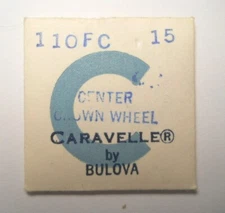 110FC 15
CENTER
CROWN WHEEL
CARAVELLE®
by
BULOVA